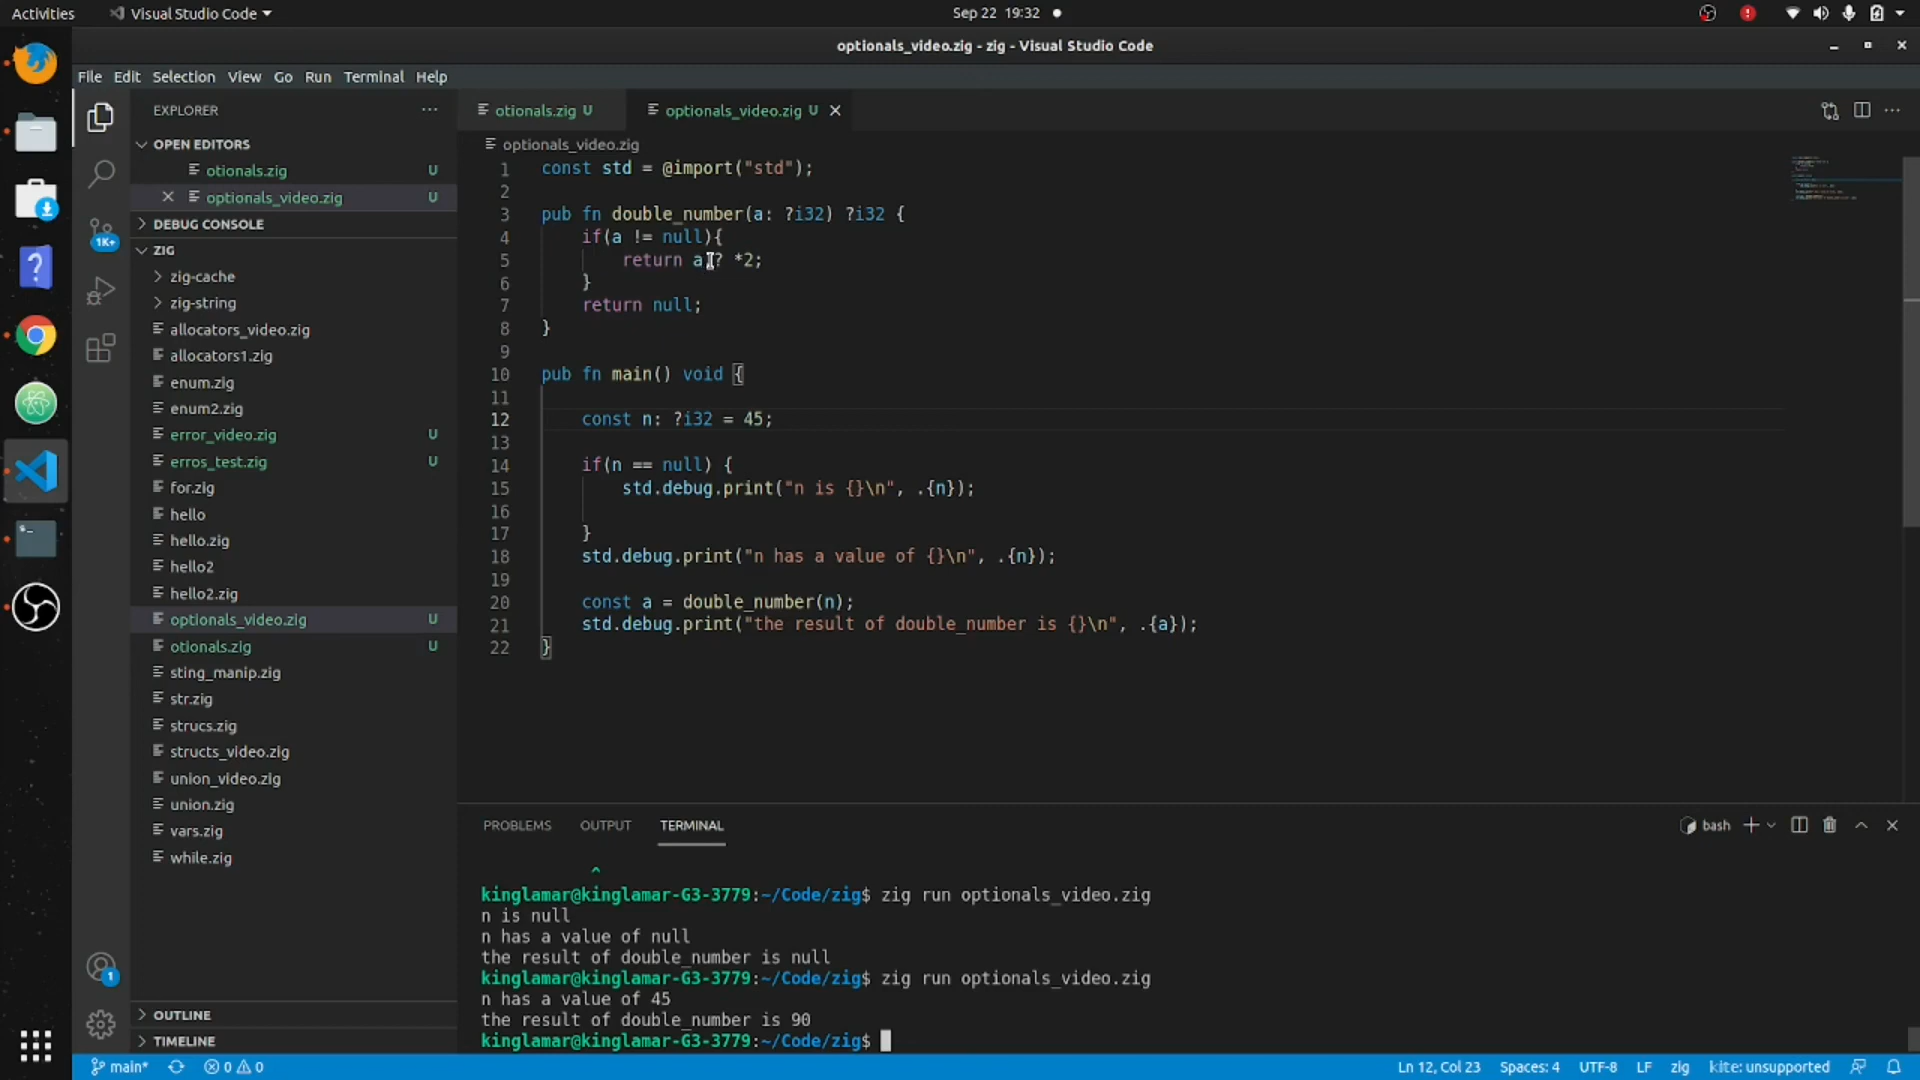 Activities Visual Studio Code Sep 22 19:32
optionals_video.zig - zig - Visual Studio Code
File Edit Selection View Go Run Terminal Help
EXPLORER
OPEN EDITORS
otionals.zig U
optionals_video.zig U
DEBUG CONSOLE
ZIG
zig-cache
zig-string
allocators_video.zig
allocators1.zig
enum.zig
enum2.zig
error_video.zig U
erros_test.zig U
for.zig
hello
hello.zig
hello2
hello2.zig
optionals_video.zig U
otionals.zig U
sting_manip.zig
str.zig
strucs.zig
structs_video.zig
union_video.zig
union.zig
vars.zig
while.zig
OUTLINE
TIMELINE
1K+
1
otionals.zig U optionals_video.zig U
optionals_video.zig
1 const std = @import("std");
2
3 pub fn double_number(a: ?i32) ?i32 {
4 if(a != null){
5 return a.? *2;
6 }
7 return null;
8 }
9
10 pub fn main() void {
11
12 const n: ?i32 = 45;
13
14 if(n == null) {
15 std.debug.print("n is {}\n", .{n});
16
17 }
18 std.debug.print("n has a value of {}\n", .{n});
19
20 const a = double_number(n);
21 std.debug.print("the result of double_number is {}\n", .{a});
22 }
PROBLEMS OUTPUT TERMINAL bash
^
kinglamar@kinglamar-G3-3779:~/Code/zig$ zig run optionals_video.zig
n is null
n has a value of null
the result of double_number is null
kinglamar@kinglamar-G3-3779:~/Code/zig$ zig run optionals_video.zig
n has a value of 45
the result of double_number is 90
kinglamar@kinglamar-G3-3779:~/Code/zig$
main* 0 0 Ln 12, Col 23 Spaces: 4 UTF-8 LF zig kite: unsupported